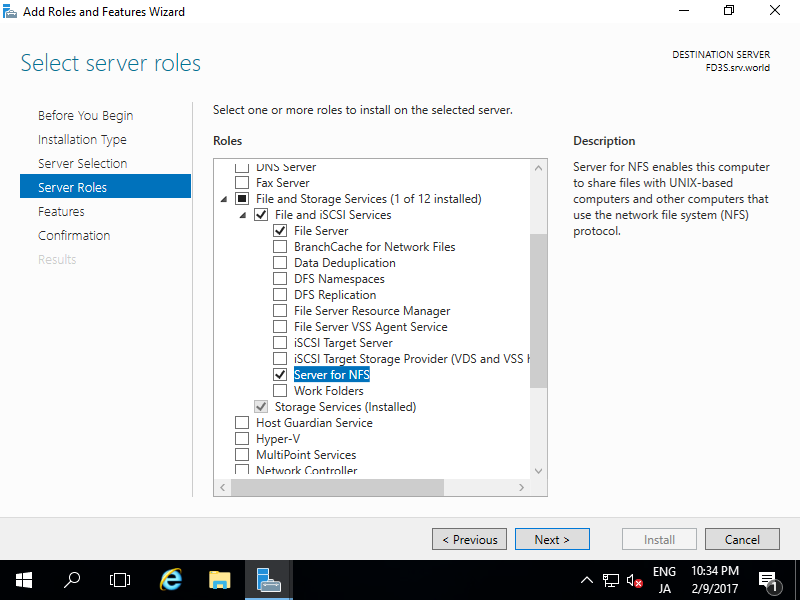 Add Roles and Features Wizard
Select server roles
DESTINATION SERVER
FD3S.srv.world
Before You Begin
Installation Type
Server Selection
Server Roles
Features
Confirmation
Results
Select one or more roles to install on the selected server.
Roles
DNS Server
Fax Server
File and Storage Services (1 of 12 installed)
File and iSCSI Services
File Server
BranchCache for Network Files
Data Deduplication
DFS Namespaces
DFS Replication
File Server Resource Manager
File Server VSS Agent Service
iSCSI Target Server
iSCSI Target Storage Provider (VDS and VSS
Server for NFS
Work Folders
Storage Services (Installed)
Host Guardian Service
Hyper-V
MultiPoint Services
Network Controller
Description
Server for NFS enables this computer
to share files with UNIX-based
computers and other computers that
use the network file system (NFS)
protocol.
< Previous
Next >
Install
Cancel
ENG
JA
10:34 PM
2/9/2017
1